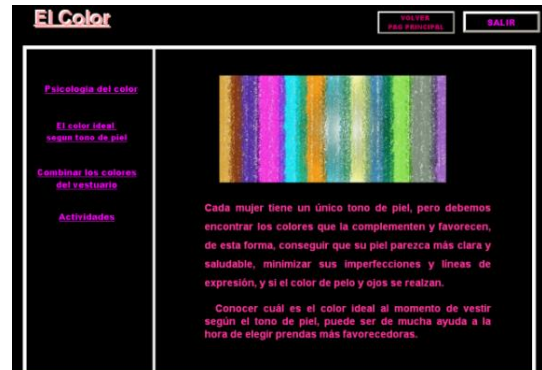 El Color
VOLVER
PAG PRINCIPAL
SALIR
Psicologia del color
El color ideal
segun tono de piel
Combinar los colores
del vestuario
Actividades
Cada mujer tiene un único tono de piel, pero debemos
encontrar los colores que la complementen y favorecen,
de esta forma, conseguir que su piel parezca más clara y
saludable, minimizar sus imperfecciones y líneas de
expresión, y si el color de pelo y ojos se realzan.
Conocer cuál es el color ideal al momento de vestir
según el tono de piel, puede ser de mucha ayuda a la
hora de elegir prendas más favorecedoras.